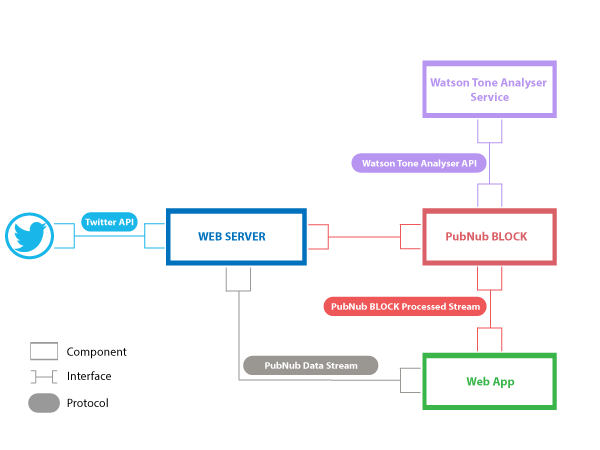 Watson Tone Analyser
Service
Watson Tone Analyser API
Twitter API
WEB SERVER
PubNub BLOCK
PubNub BLOCK Processed Stream
PubNub Data Stream
Web App
Component
Interface
Protocol